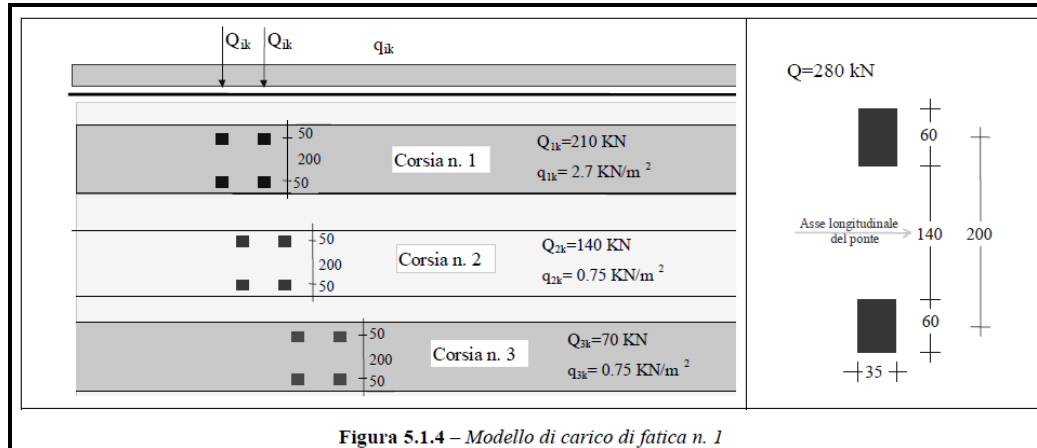 Qik Qik qik
50
200
50
Corsia n. 1
Q1k=210 KN
q1k= 2.7 KN/m 2
50
200
50
Corsia n. 2
Q2k=140 KN
q2k= 0.75 KN/m 2
50
200
50
Corsia n. 3
Q3k=70 KN
q3k= 0.75 KN/m 2
Q=280 kN
60
Asse longitudinale
del ponte
140
200
60
35
Figura 5.1.4 – Modello di carico di fatica n. 1